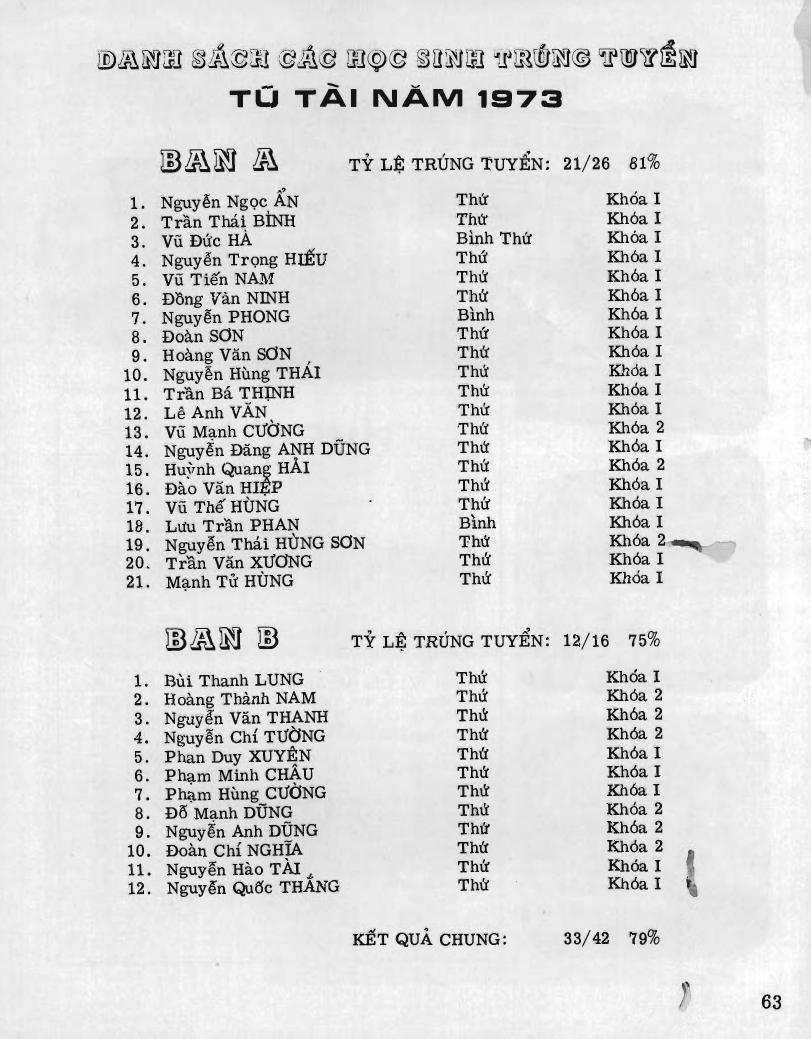 DANH SÁCH CÁC HỌC SINH TRÚNG TUYỂN
TÚ TÀI NĂM 1973
BAN A TỶ LỆ TRÚNG TUYỂN: 21/26 81%
1. Nguyễn Ngọc ẨN Thứ Khóa I
2. Trần Thái BÌNH Thứ Khóa I
3. Vũ Đức HÀ Bình Thứ Khóa I
4. Nguyễn Trọng HIẾU Thứ Khóa I
5. Vũ Tiến NAM Thứ Khóa I
6. Đồng Văn NINH Thứ Khóa I
7. Nguyễn PHONG Bình Khóa I
8. Đoàn SƠN Thứ Khóa I
9. Hoàng Văn SƠN Thứ Khóa I
10. Nguyễn Hùng THÁI Thứ Khóa I
11. Trần Bá THỊNH Thứ Khóa I
12. Lê Anh VĂN Thứ Khóa I
13. Vũ Mạnh CƯỜNG Thứ Khóa 2
14. Nguyễn Đăng ANH DŨNG Thứ Khóa I
15. Huỳnh Quang HẢI Thứ Khóa 2
16. Đào Văn HIỆP Thứ Khóa I
17. Vũ Thế HÙNG Thứ Khóa I
18. Lưu Trần PHAN Bình Khóa I
19. Nguyễn Thái HÙNG SƠN Thứ Khóa 2
20. Trần Văn XƯƠNG Thứ Khóa I
21. Mạnh Tử HÙNG Thứ Khóa I
BAN B TỶ LỆ TRÚNG TUYỂN: 12/16 75%
1. Bùi Thanh LUNG Thứ Khóa I
2. Hoàng Thành NAM Thứ Khóa 2
3. Nguyễn Văn THANH Thứ Khóa 2
4. Nguyễn Chí TƯỜNG Thứ Khóa 2
5. Phan Duy XUYÊN Thứ Khóa I
6. Phạm Minh CHÂU Thứ Khóa I
7. Phạm Hùng CƯỜNG Thứ Khóa I
8. Đỗ Mạnh DŨNG Thứ Khóa 2
9. Nguyễn Anh DŨNG Thứ Khóa 2
10. Đoàn Chí NGHĨA Thứ Khóa 2
11. Nguyễn Hào TÀI Thứ Khóa I
12. Nguyễn Quốc THẮNG Thứ Khóa I
KẾT QUẢ CHUNG: 33/42 79%
63